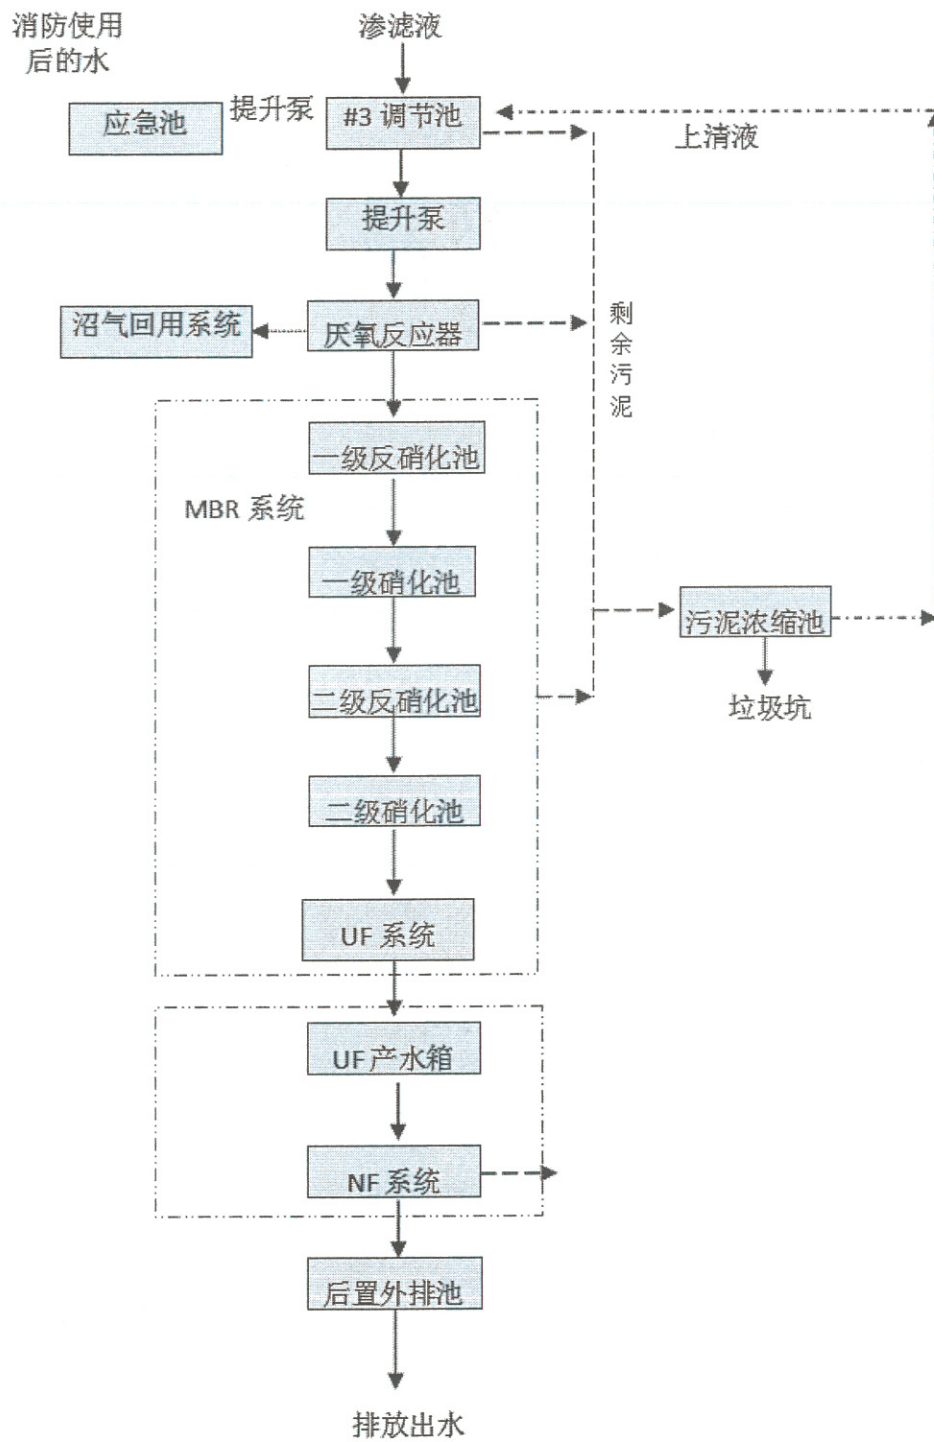 消防使用
后的水
渗滤液
应急池
提升泵
#3 调节池
上清液
提升泵
沼气回用系统
厌氧反应器
剩
余
污
泥
一级反硝化池
MBR 系统
一级硝化池
污泥浓缩池
二级反硝化池
垃圾坑
二级硝化池
UF 系统
UF 产水箱
NF 系统
后置外排池
排放出水